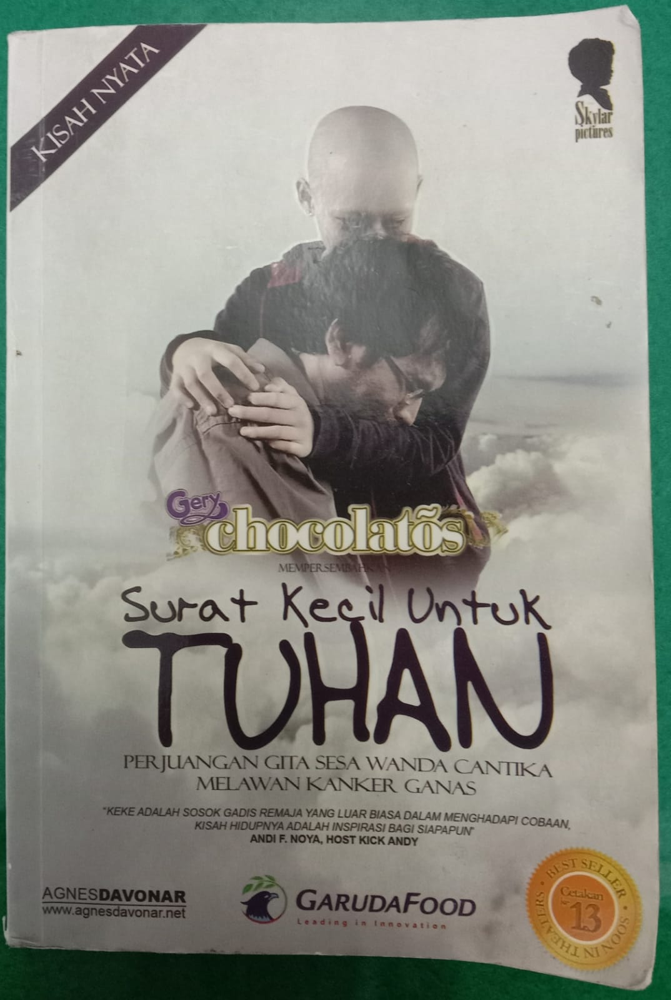 KISAH NYATA
Skylar
pictures
Gery
chocolatõs
MEMPERSEMBAHKAN
Surat Kecil Untuk
TUHAN
PERJUANGAN GITA SESA WANDA CANTIKA
MELAWAN KANKER GANAS
"KEKE ADALAH SOSOK GADIS REMAJA YANG LUAR BIASA DALAM MENGHADAPI COBAAN,
KISAH HIDUPNYA ADALAH INSPIRASI BAGI SIAPAPUN"
ANDI F. NOYA, HOST KICK ANDY
AGNESDAVONAR
www.agnesdavonar.net
GARUDAFOOD
Leading in Innovation
BEST SELLER • SOON IN THEATERS •
Cetakan
ke-
13